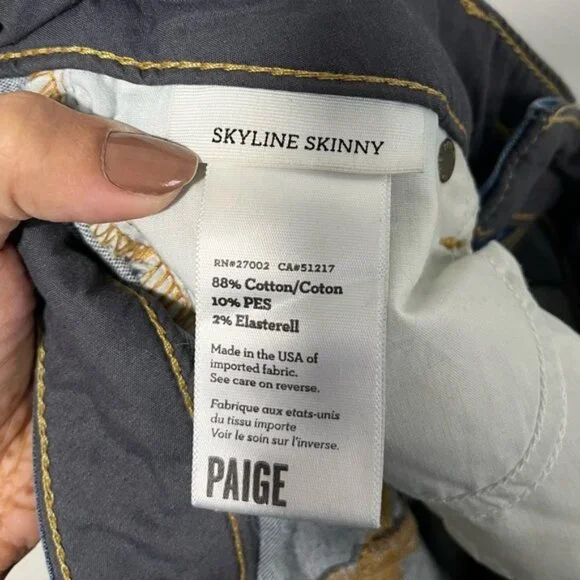 SKYLINE SKINNY
RN#27002 CA#51217
88% Cotton/Coton
10% PES
2% Elasterell
Made in the USA of
imported fabric.
See care on reverse.
Fabrique aux etats-unis
du tissu importe
Voir le soin sur l'inverse.
PAIGE